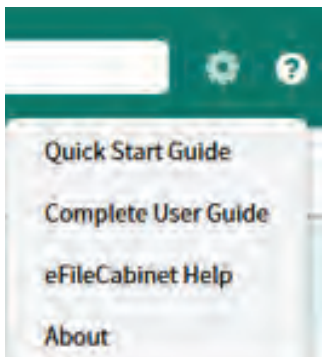 ?
Quick Start Guide
Complete User Guide
eFileCabinet Help
About